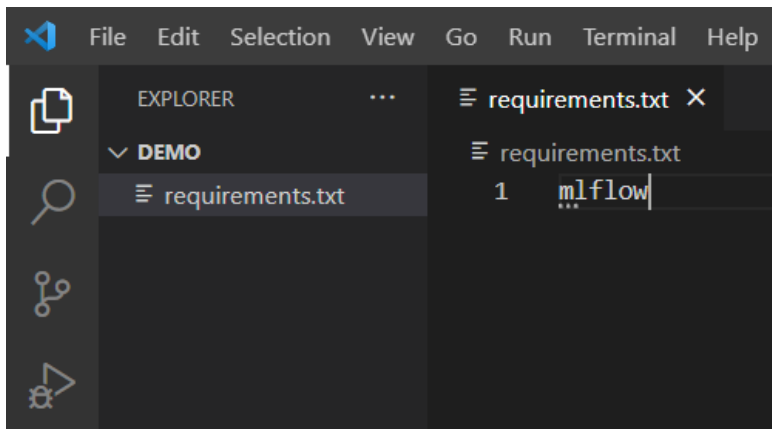 File Edit Selection View Go Run Terminal Help
EXPLORER ...
DEMO
requirements.txt
requirements.txt
requirements.txt
1 mlflow